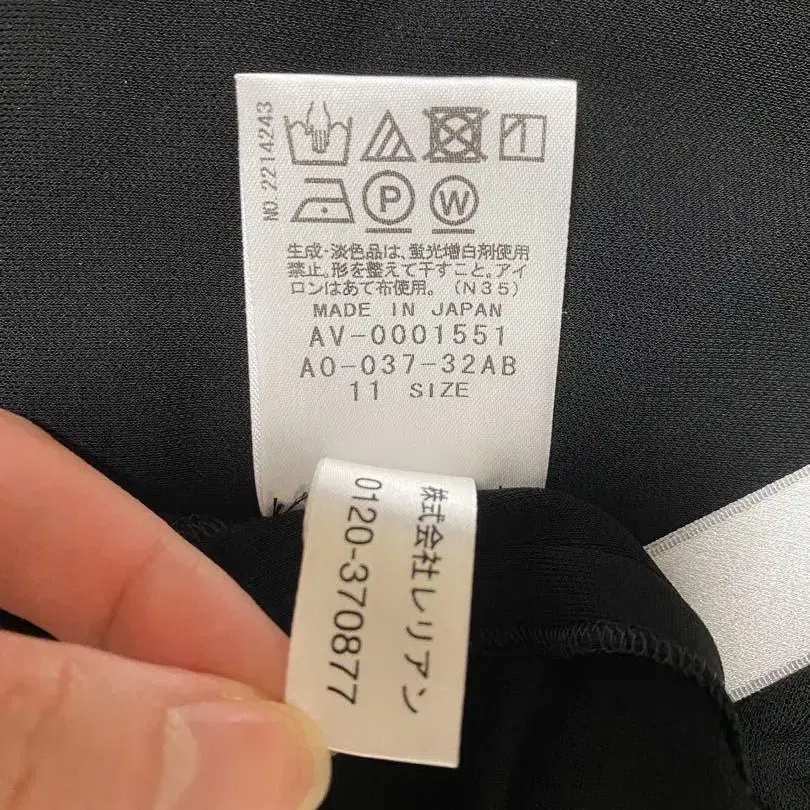 NO.2214243
P
W
生成・淡色品は、蛍光増白剤使用
禁止。形を整えて干すこと。アイ
ロンはあて布使用。（N35）
MADE IN JAPAN
AV-0001551
AO-037-32AB
11 SIZE
株式会社レリアン
0120-370877